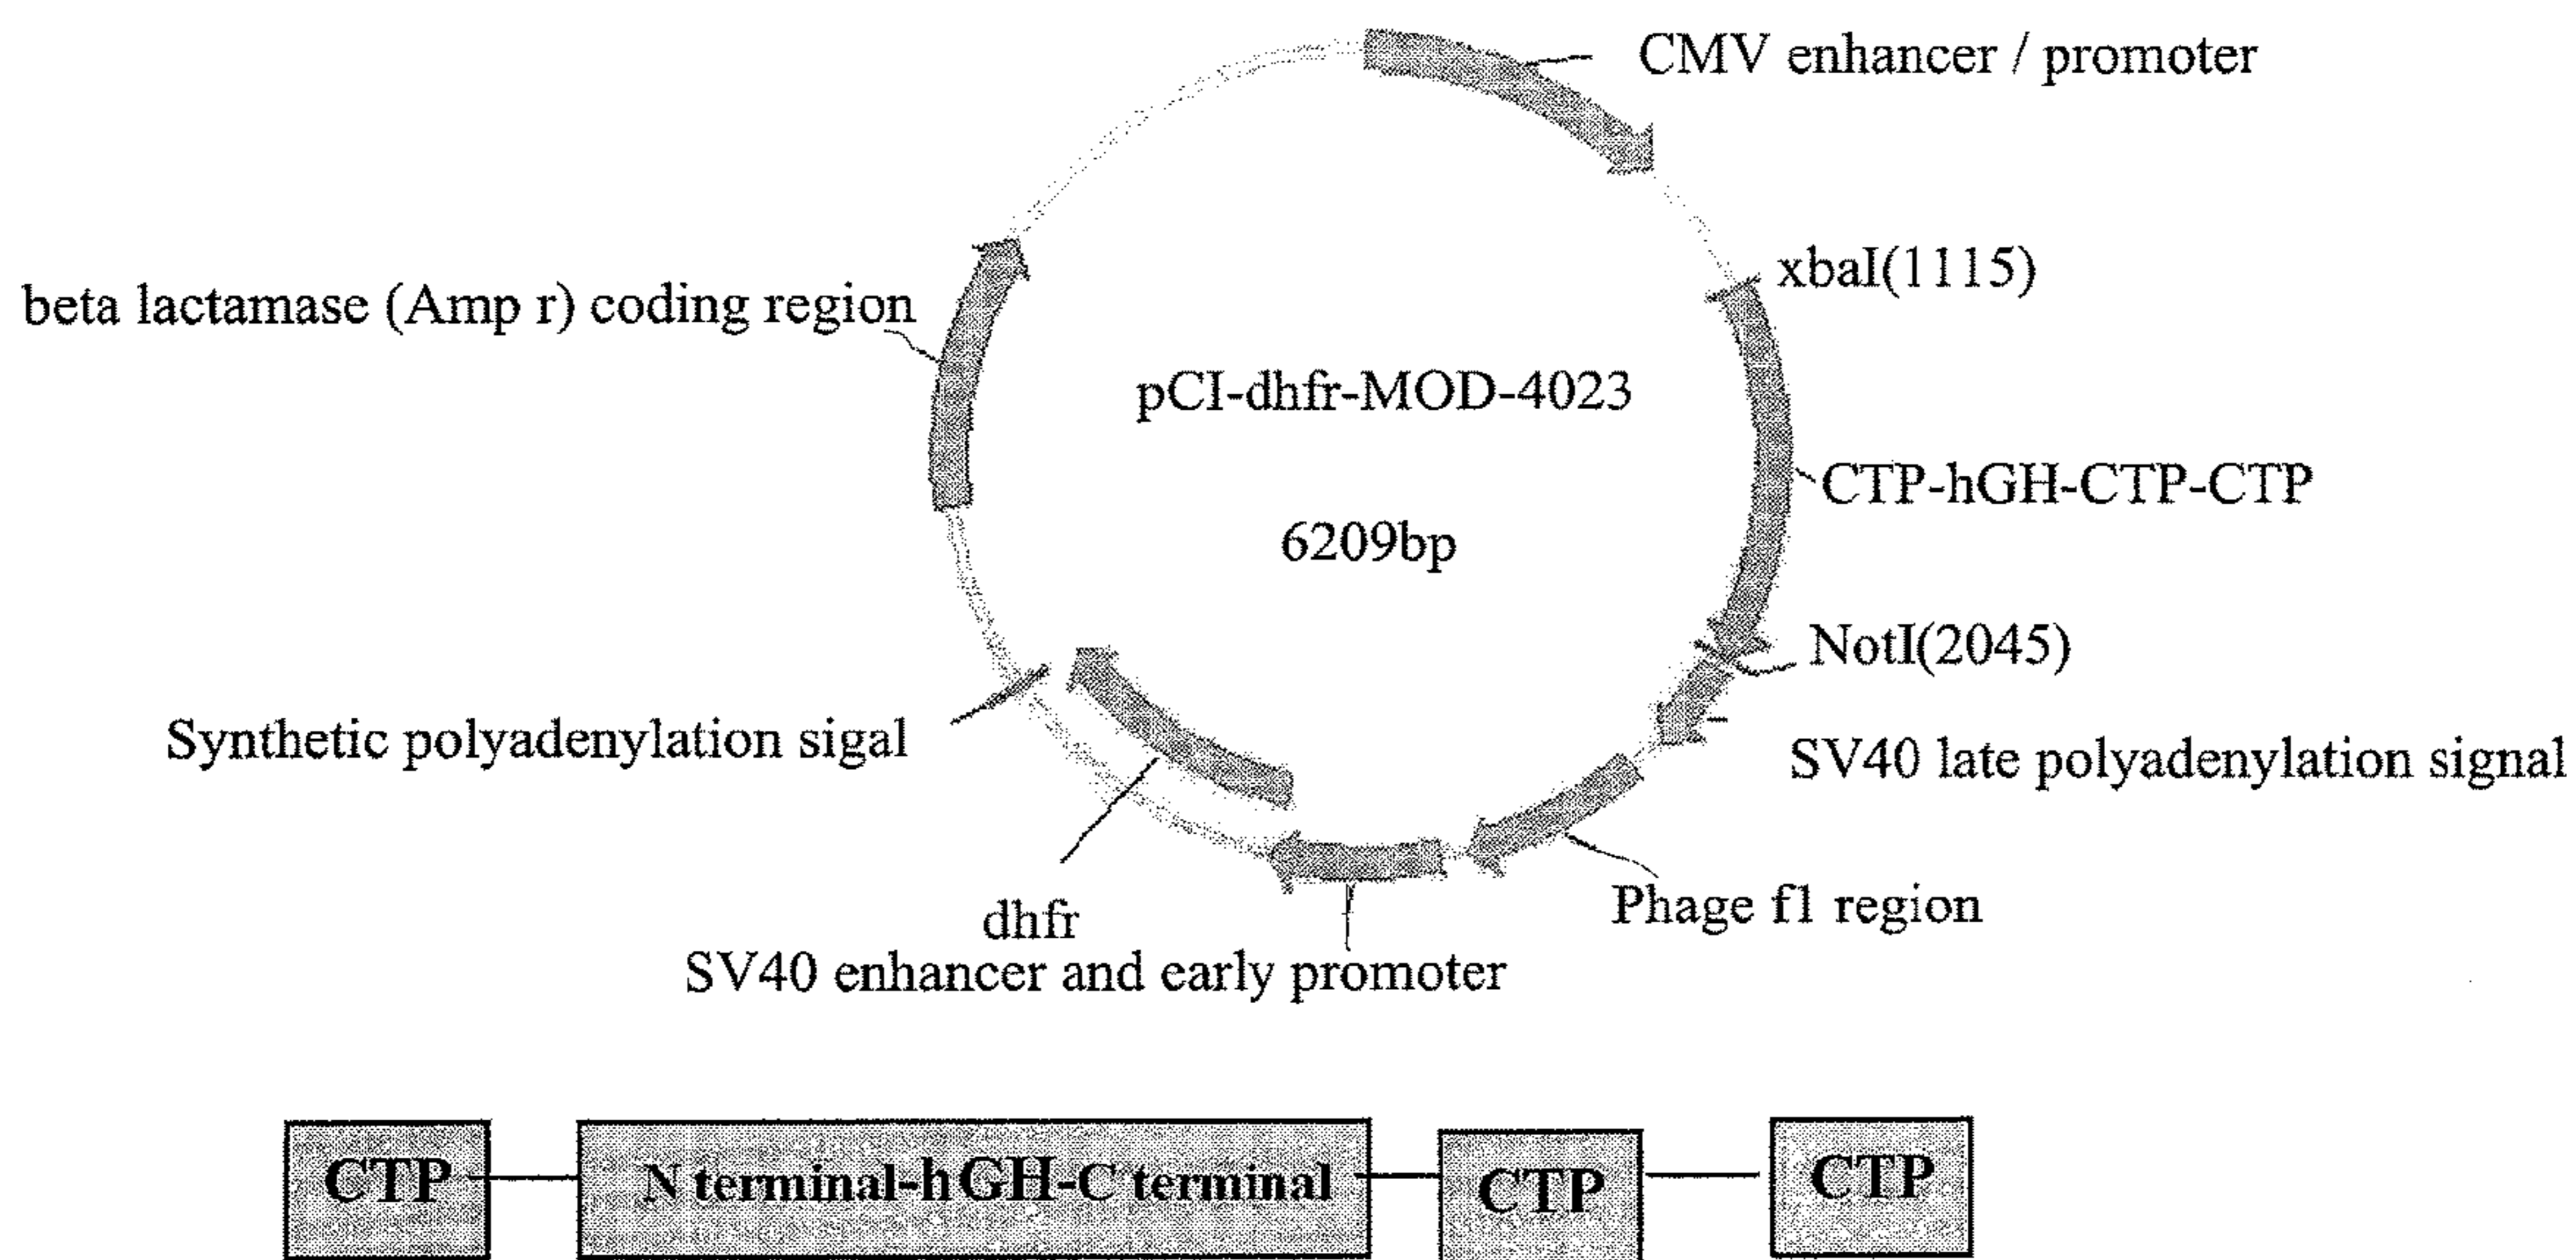 CMV enhancer / promoter
xbaI(1115)
beta lactamase (Amp r) coding region
pCI-dhfr-MOD-4023
CTP-hGH-CTP-CTP
6209bp
NotI(2045)
Synthetic polyadenylation sigal
SV40 late polyadenylation signal
Phage f1 region
dhfr
SV40 enhancer and early promoter
CTP
N terminal-hGH-C terminal
CTP
CTP